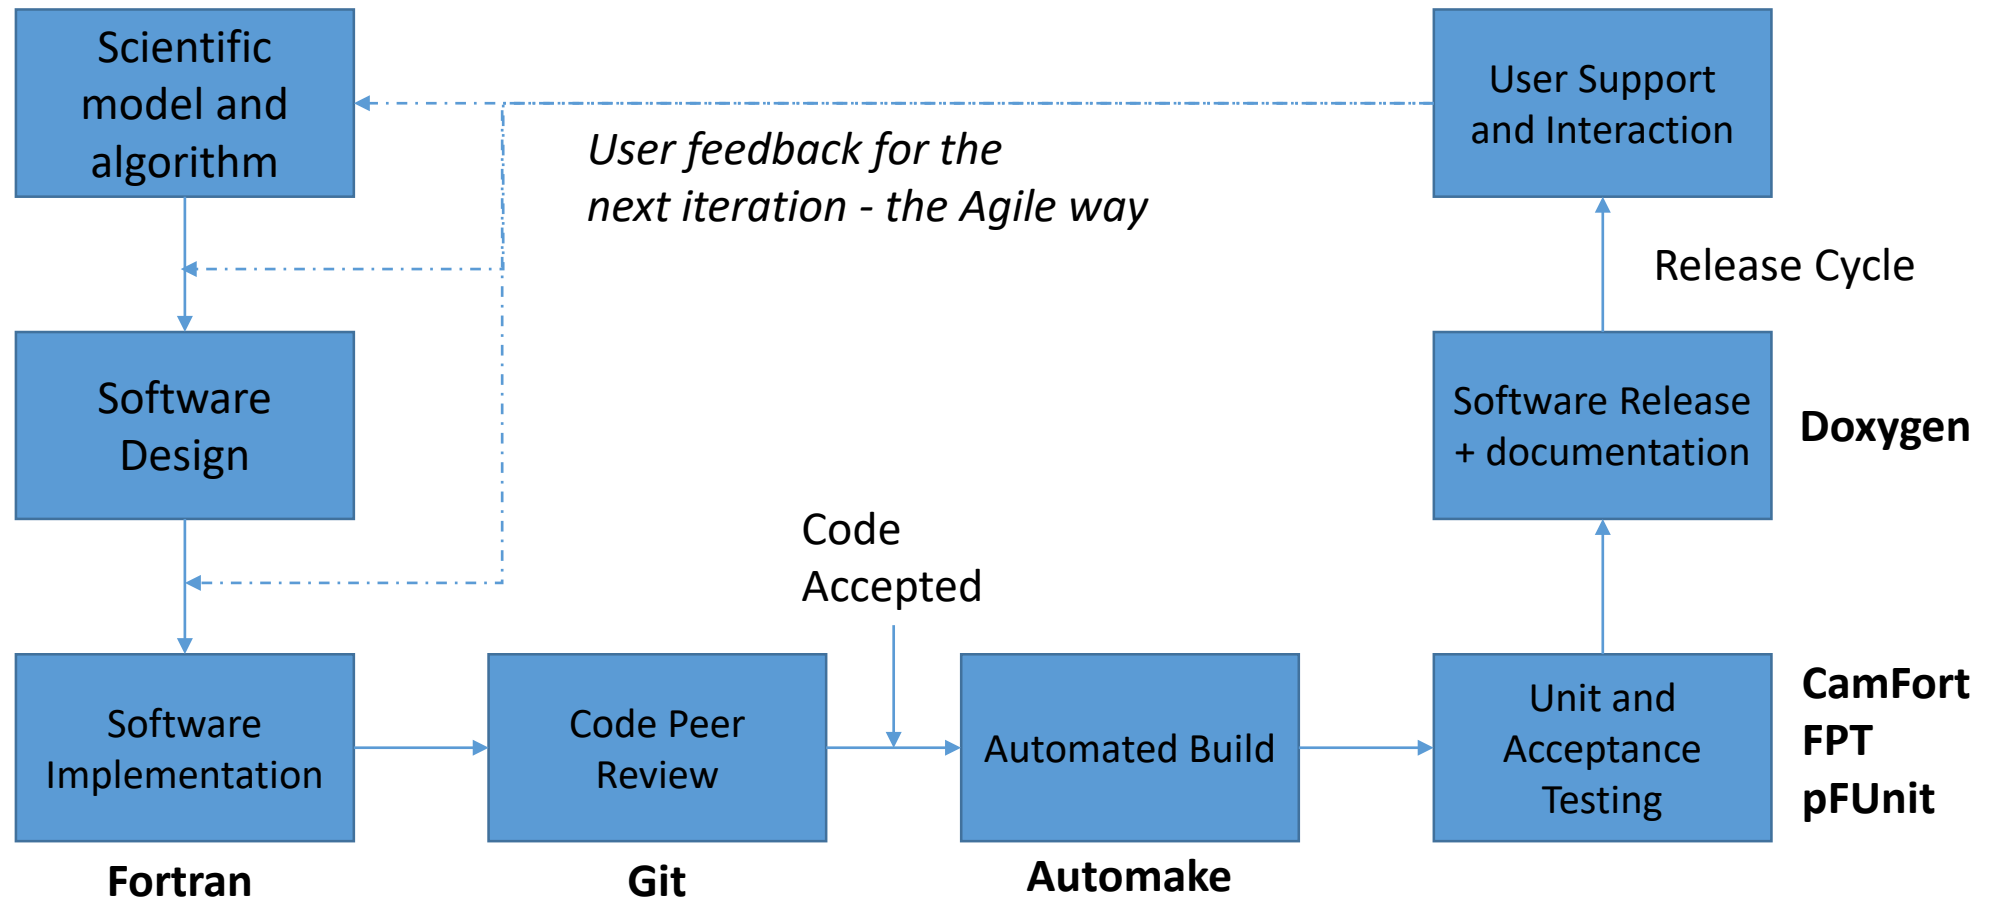 Scientific
model and
algorithm
User Support
and Interaction
User feedback for the
next iteration - the Agile way
Release Cycle
Software
Design
Software Release
+ documentation
Doxygen
Code
Accepted
Software
Implementation
Code Peer
Review
Automated Build
Unit and
Acceptance
Testing
CamFort
FPT
pFUnit
Fortran
Git
Automake